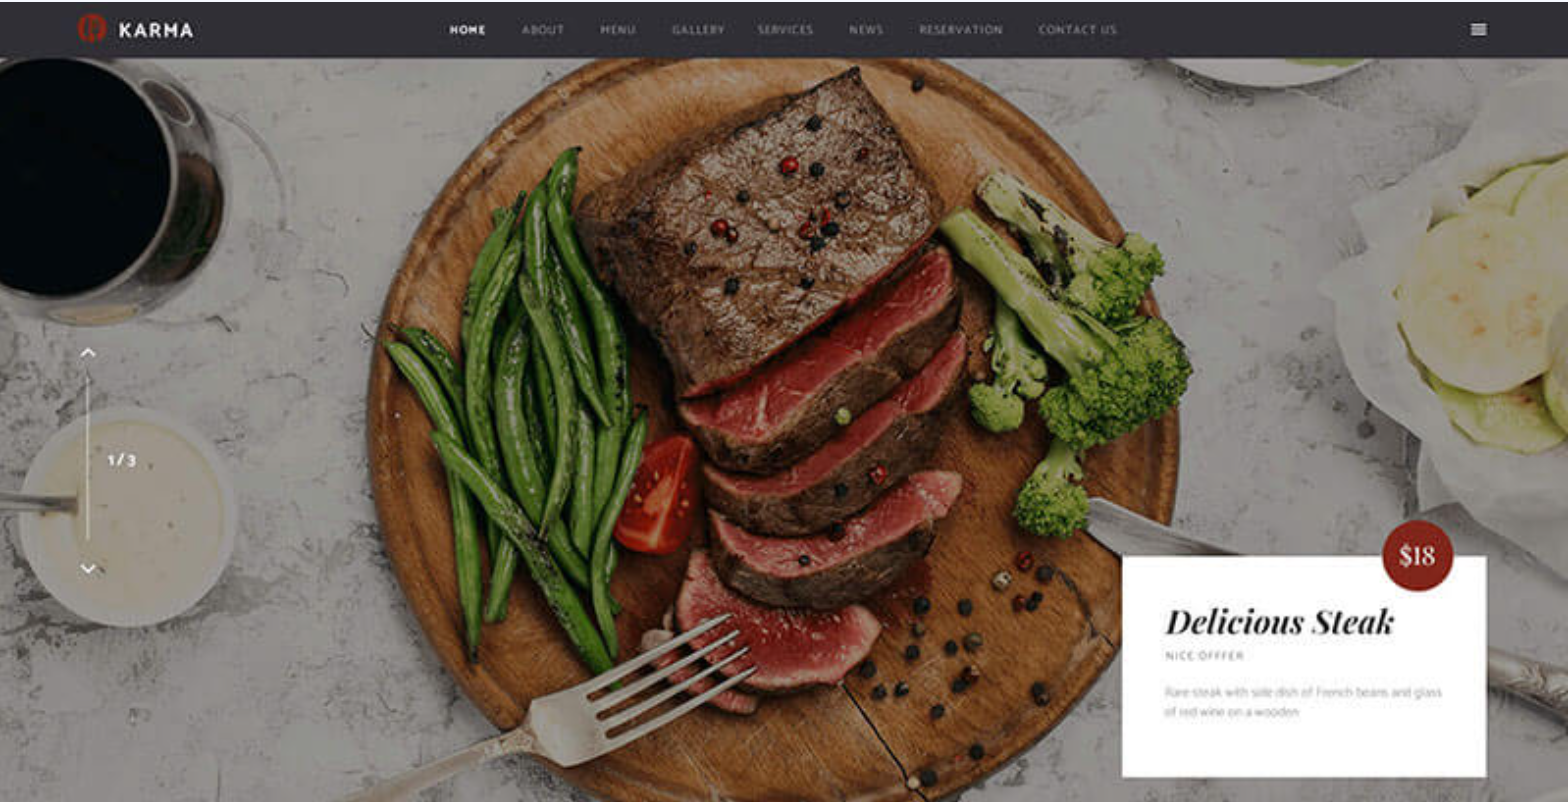 KARMA
HOME ABOUT MENU GALLERY SERVICES NEWS RESERVATION CONTACT US
1/3
$18
Delicious Steak
NICE OFFFER
Rare steak with side dish of French beans and glass
of red wine on a wooden